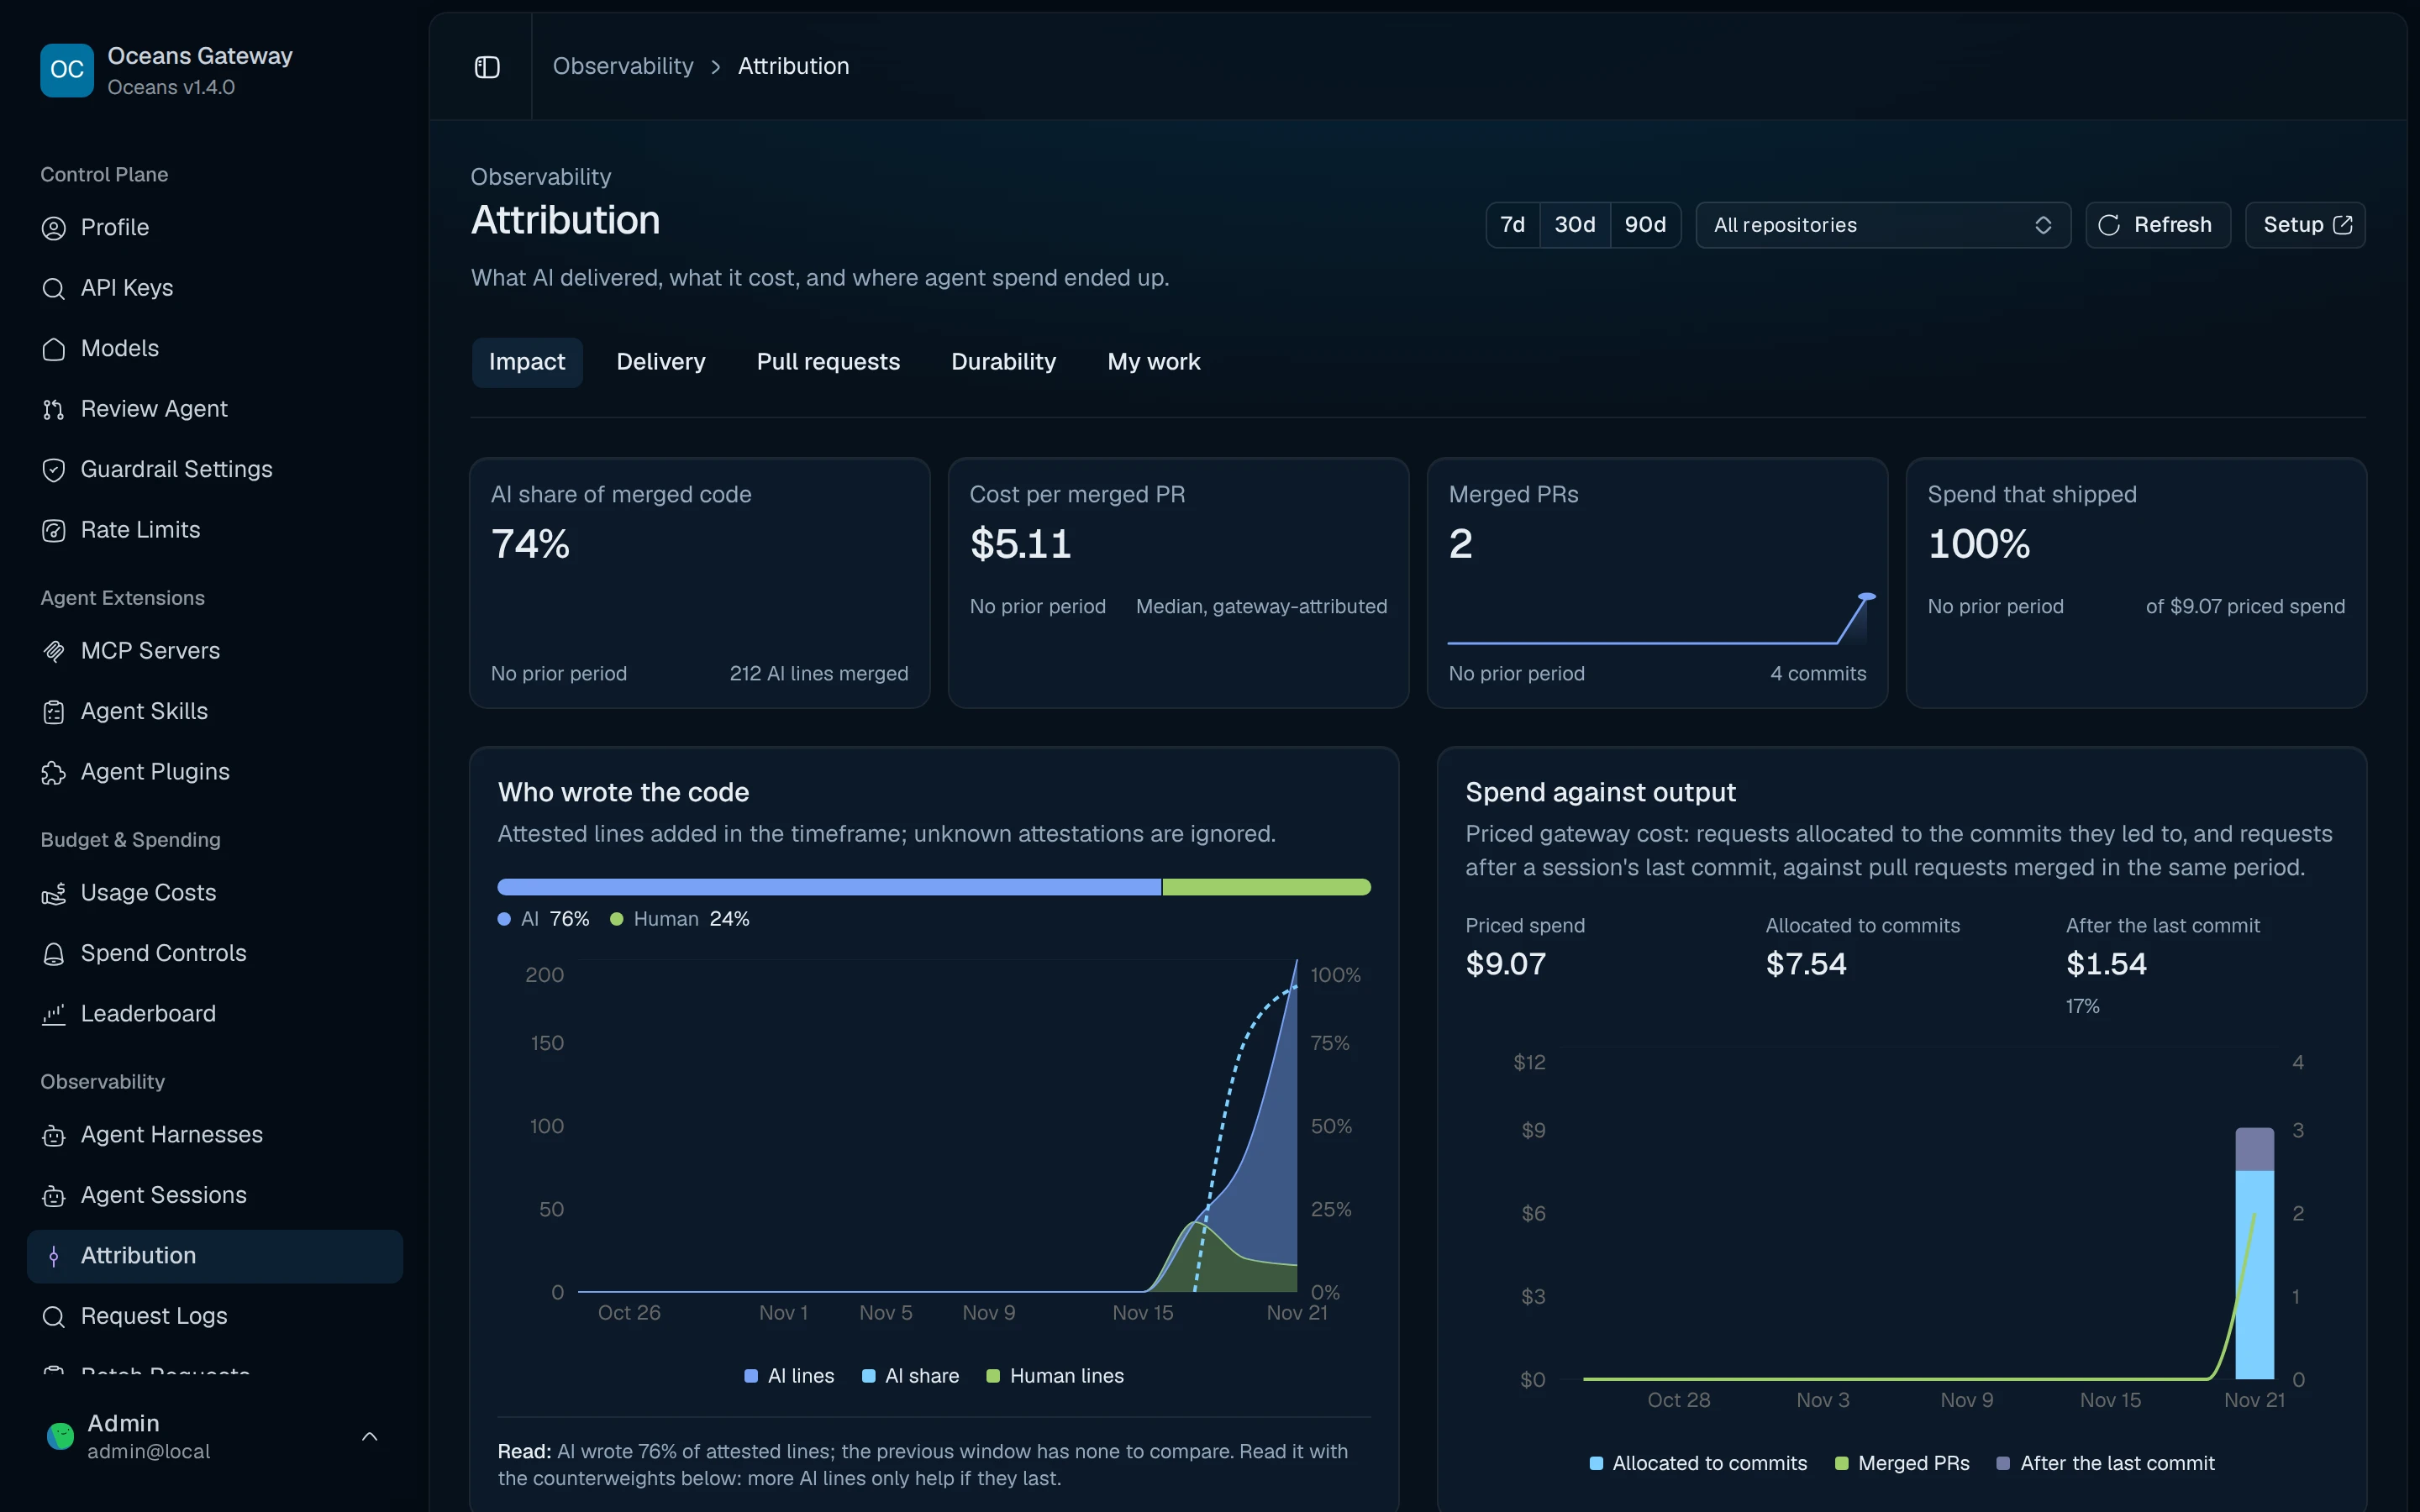 OC
Oceans Gateway
Oceans v1.4.0
Control Plane
Profile
API Keys
Models
Review Agent
Guardrail Settings
Rate Limits
Agent Extensions
MCP Servers
Agent Skills
Agent Plugins
Budget & Spending
Usage Costs
Spend Controls
Leaderboard
Observability
Agent Harnesses
Agent Sessions
Attribution
Request Logs
Batch Requests
Admin
admin@local
Observability > Attribution
Observability
Attribution
What AI delivered, what it cost, and where agent spend ended up.
7d 30d 90d All repositories Refresh Setup
Impact Delivery Pull requests Durability My work
AI share of merged code
74%
No prior period 212 AI lines merged
Cost per merged PR
$5.11
No prior period Median, gateway-attributed
Merged PRs
2
No prior period 4 commits
Spend that shipped
100%
No prior period of $9.07 priced spend
Who wrote the code
Attested lines added in the timeframe; unknown attestations are ignored.
AI 76% Human 24%
200 100%
150 75%
100 50%
50 25%
0 0%
Oct 26 Nov 1 Nov 5 Nov 9 Nov 15 Nov 21
AI lines AI share Human lines
Read: AI wrote 76% of attested lines; the previous window has none to compare. Read it with
the counterweights below: more AI lines only help if they last.
Spend against output
Priced gateway cost: requests allocated to the commits they led to, and requests
after a session's last commit, against pull requests merged in the same period.
Priced spend Allocated to commits After the last commit
$9.07 $7.54 $1.54
17%
$12 4
$9 3
$6 2
$3 1
$0 0
Oct 28 Nov 3 Nov 9 Nov 15 Nov 21
Allocated to commits Merged PRs After the last commit